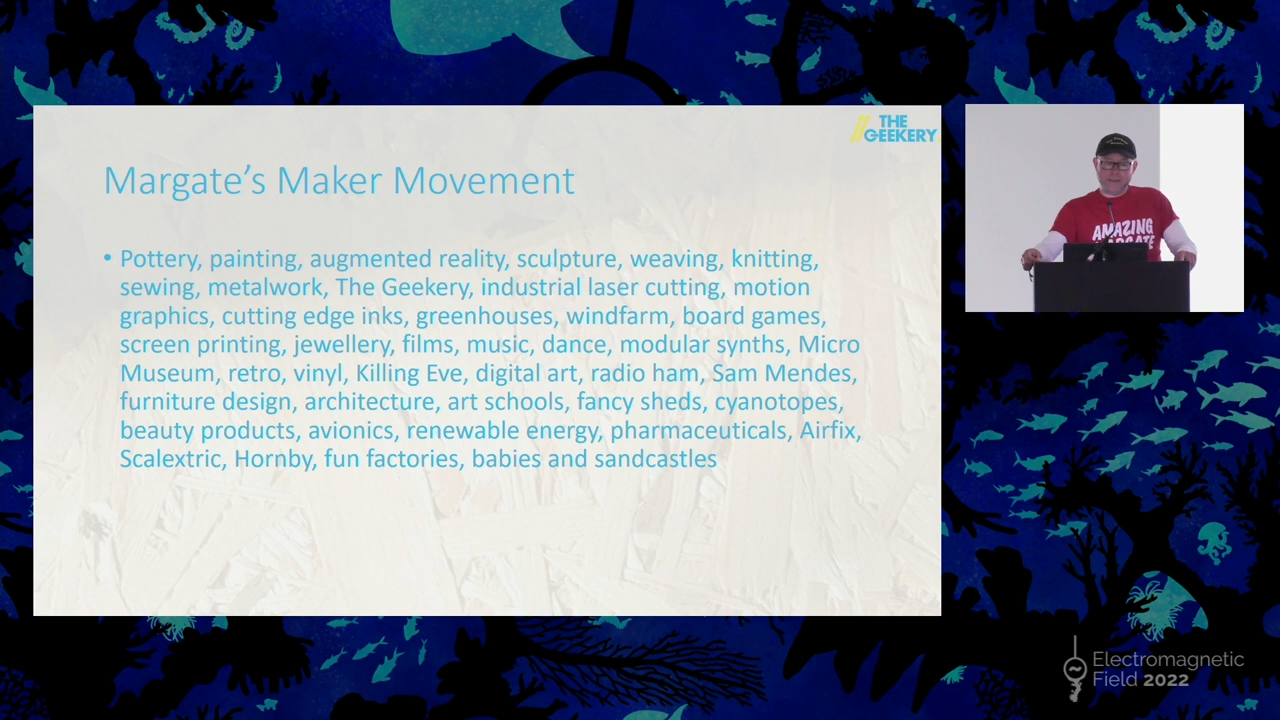 THE
GEEKERY.
Margate's Maker Movement
• Pottery, painting, augmented reality, sculpture, weaving, knitting,
sewing, metalwork, The Geekery, industrial laser cutting, motion
graphics, cutting edge inks, greenhouses, windfarm, board games,
screen printing, jewellery, films, music, dance, modular synths, Micro
Museum, retro, vinyl, Killing Eve, digital art, radio ham, Sam Mendes,
furniture design, architecture, art schools, fancy sheds, cyanotopes,
beauty products, avionics, renewable energy, pharmaceuticals, Airfix,
Scalextric, Hornby, fun factories, babies and sandcastles
AMAZING
Electromagnetic
Field 2022